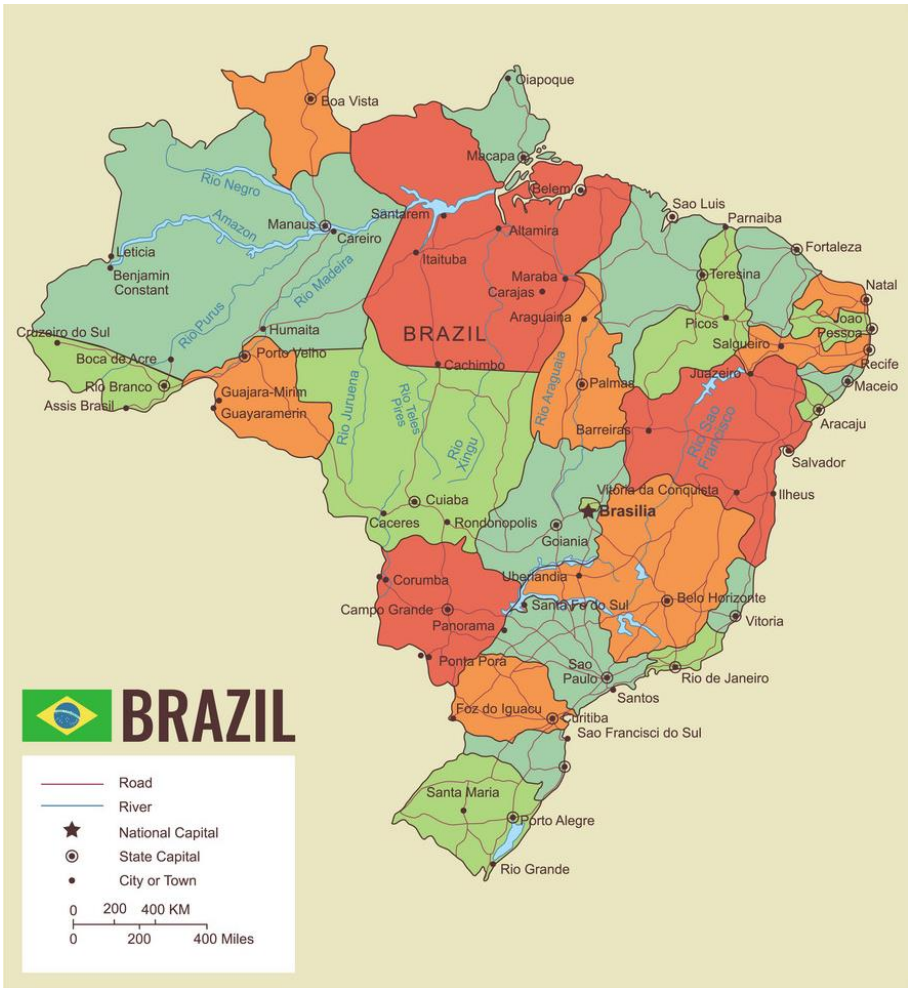 Oiapoque
Boa Vista
Macapa
Belem
Rio Negro
Sao Luis
Santarem
Amazon
Manaus
Careiro
Altamira
Parnaiba
Fortaleza
Leticia
Itaituba
Benjamin
Constant
Rio Madeira
Maraba
Teresina
Carajas
Natal
Rio Purus
Araguaina
Picos
Joao
Pessoa
Cruzeiro do Sul
Humaita
BRAZIL
Salgueiro
Boca de Acre
Porto Velho
Cachimbo
Recife
Juazeiro
Rio Branco
Palmas
Maceio
Guajara-Mirim
Assis Brasil
Guayaramerin
Rio Juruena
Rio Teles
Pires
Rio
Xingu
Rio Araguaia
Barreiras
Rio Sao
Francisco
Aracaju
Salvador
Vitoria da Conquista
Ilheus
Cuiaba
Brasilia
Caceres
Rondonopolis
Goiania
Corumba
Uberlandia
Campo Grande
Santa Fe do Sul
Belo Horizonte
Panorama
Vitoria
Ponta Pora
Sao
Paulo
Rio de Janeiro
Santos
Foz do Iguacu
Curitiba
Sao Francisci do Sul
Santa Maria
Porto Alegre
Rio Grande
BRAZIL
Road
River
National Capital
State Capital
City or Town
0 200 400 KM
0 200 400 Miles